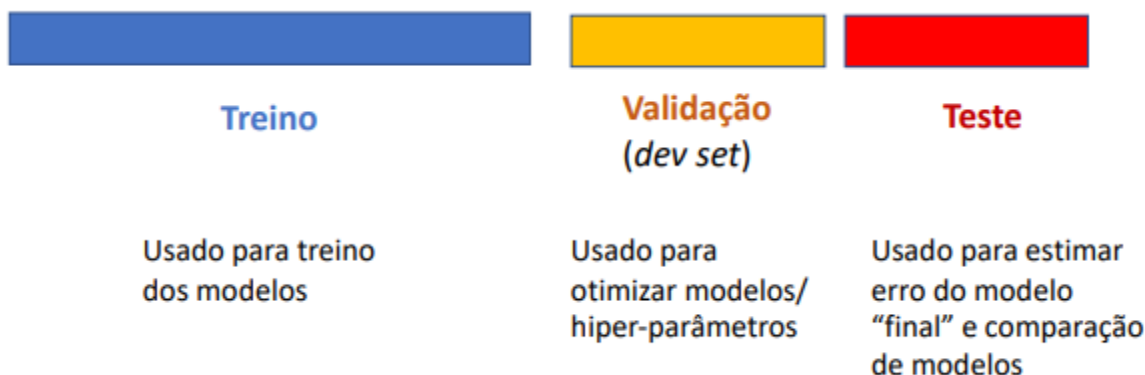 Treino
Validação
(dev set)
Teste
Usado para treino
dos modelos
Usado para
otimizar modelos/
hiper-parâmetros
Usado para estimar
erro do modelo
“final” e comparação
de modelos